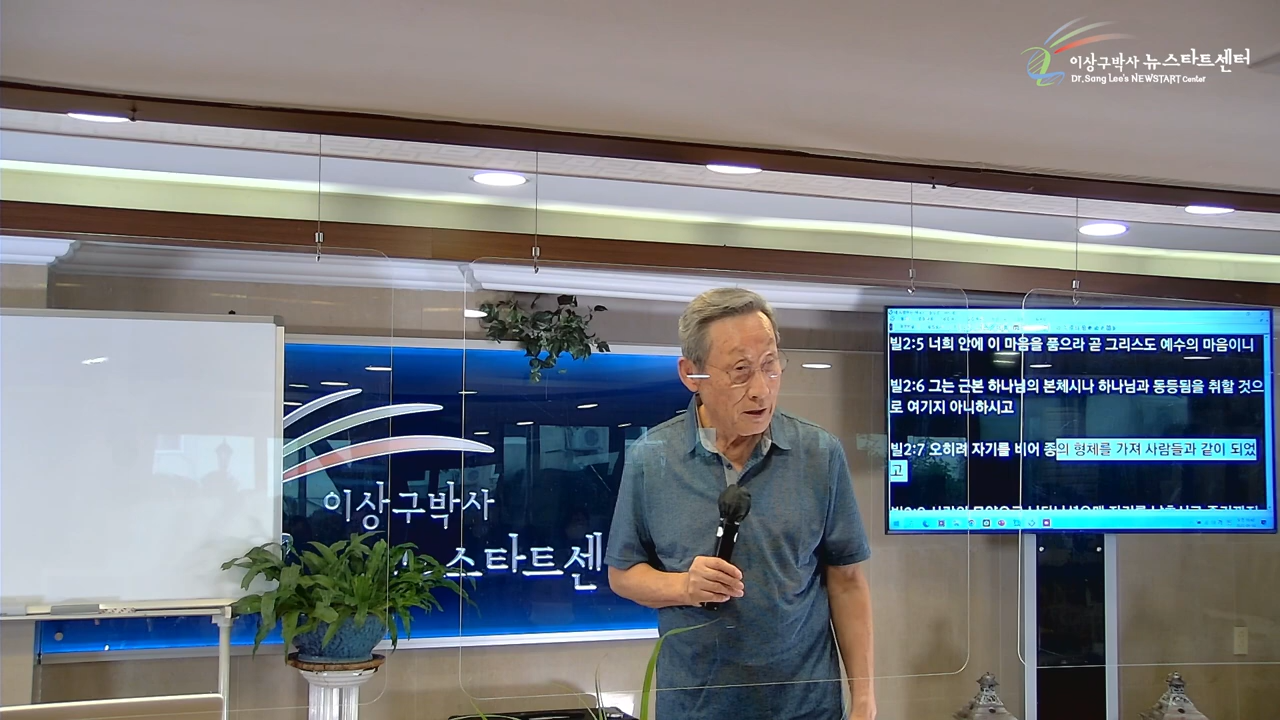 이상구박사 뉴스타트센터
Dr. Sang Lee's NEWSTART Center
빌2:5 너희 안에 이 마음을 품으라 곧 그리스도 예수의 마음이니
빌2:6 그는 근본 하나님의 본체시나 하나님과 동등됨을 취할 것으
로 여기지 아니하시고
빌2:7 오히려 자기를 비어 종의 형체를 가져 사람들과 같이 되었
고
이상구박사
스타트센